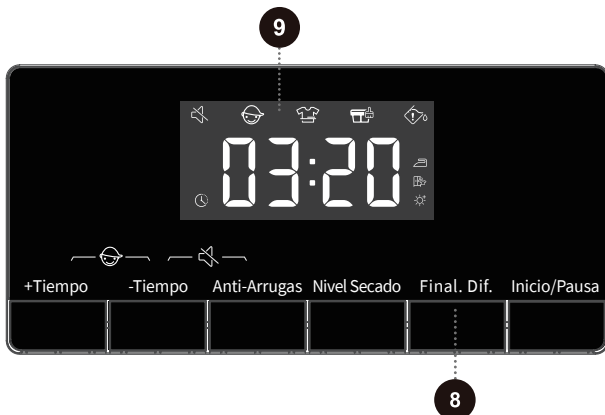 9
03:20
+Tiempo -Tiempo Anti-Arrugas Nivel Secado Final. Dif. Inicio/Pausa
8